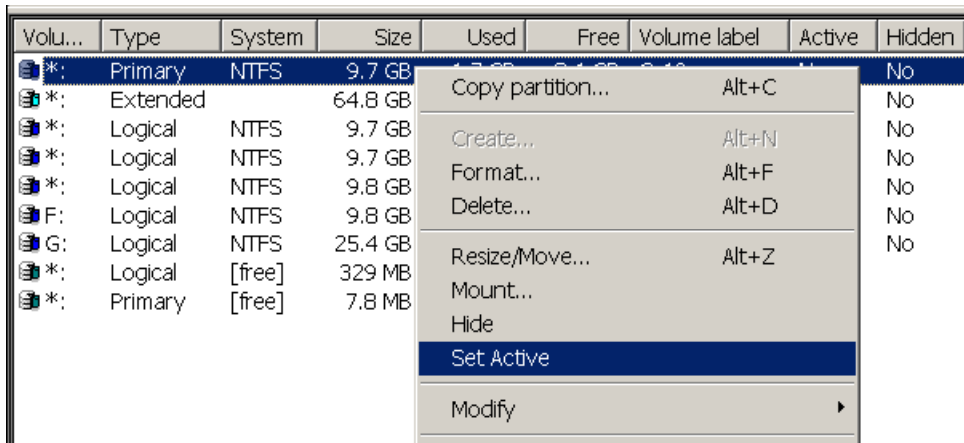 Volu... Type System Size Used Free Volume label Active Hidden
*: Primary NTFS 9.7 GB No
*: Extended 64.8 GB No
*: Logical NTFS 9.7 GB No
*: Logical NTFS 9.7 GB No
*: Logical NTFS 9.8 GB No
F: Logical NTFS 9.8 GB No
G: Logical NTFS 25.4 GB No
*: Logical [free] 329 MB
*: Primary [free] 7.8 MB
Copy partition... Alt+C
Create... Alt+N
Format... Alt+F
Delete... Alt+D
Resize/Move... Alt+Z
Mount...
Hide
Set Active
Modify